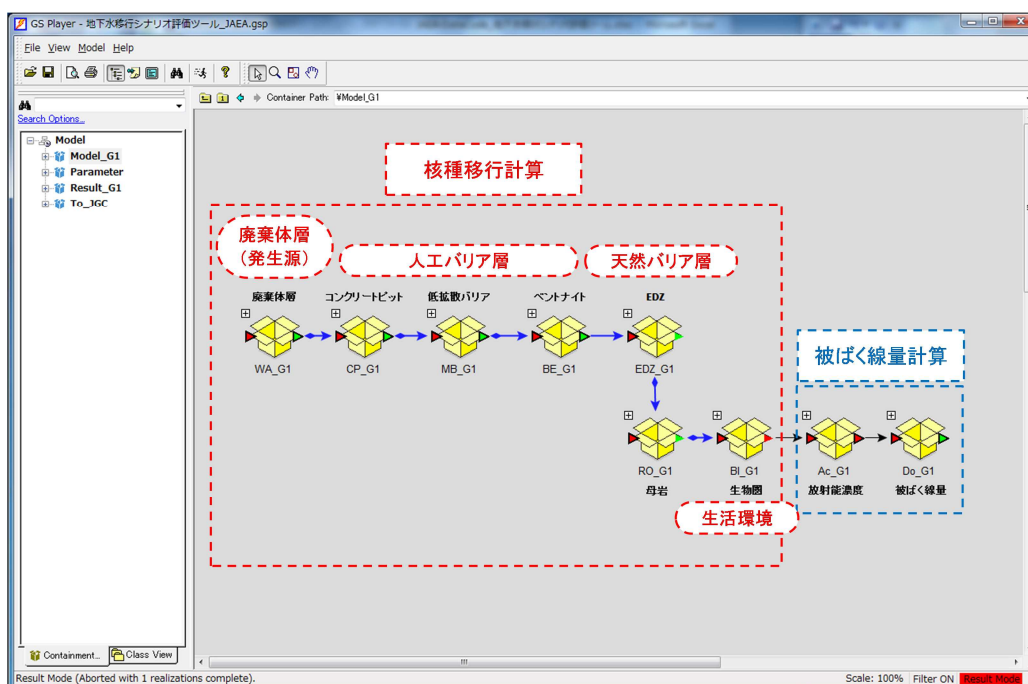 GS Player - 地下水移行シナリオ評価ツール_JAEA.gsp
File View Model Help
Container Path: ¥Model_G1
Search Options...
Model
Model_G1
Parameter
Result_G1
To_JGC
核種移行計算
廃棄体層
（発生源）
人工バリア層
天然バリア層
廃棄体層 コンクリートピット 低拡散バリア ベントナイト EDZ
WA_G1 CP_G1 MB_G1 BE_G1 EDZ_G1
被ばく線量計算
RO_G1 BI_G1 Ac_G1 Do_G1
母岩 生物圏 放射能濃度 被ばく線量
生活環境
Containment... Class View
Result Mode (Aborted with 1 realizations complete). Scale: 100% Filter ON Result Mode